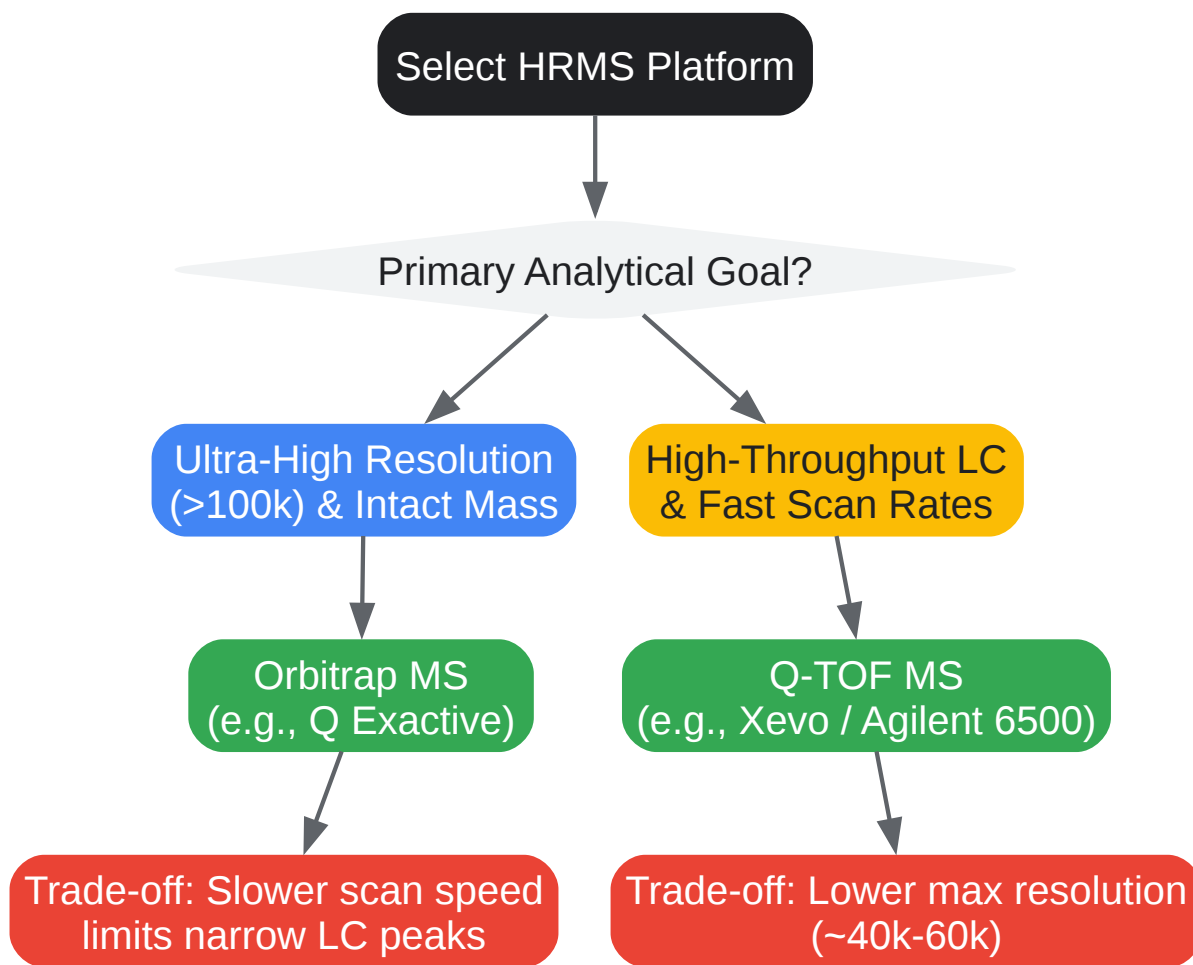 Select HRMS Platform
Primary Analytical Goal?
Ultra-High Resolution
(>100k) & Intact Mass
High-Throughput LC
& Fast Scan Rates
Orbitrap MS
(e.g., Q Exactive)
Q-TOF MS
(e.g., Xevo / Agilent 6500)
Trade-off: Slower scan speed
limits narrow LC peaks
Trade-off: Lower max resolution
(~40k-60k)